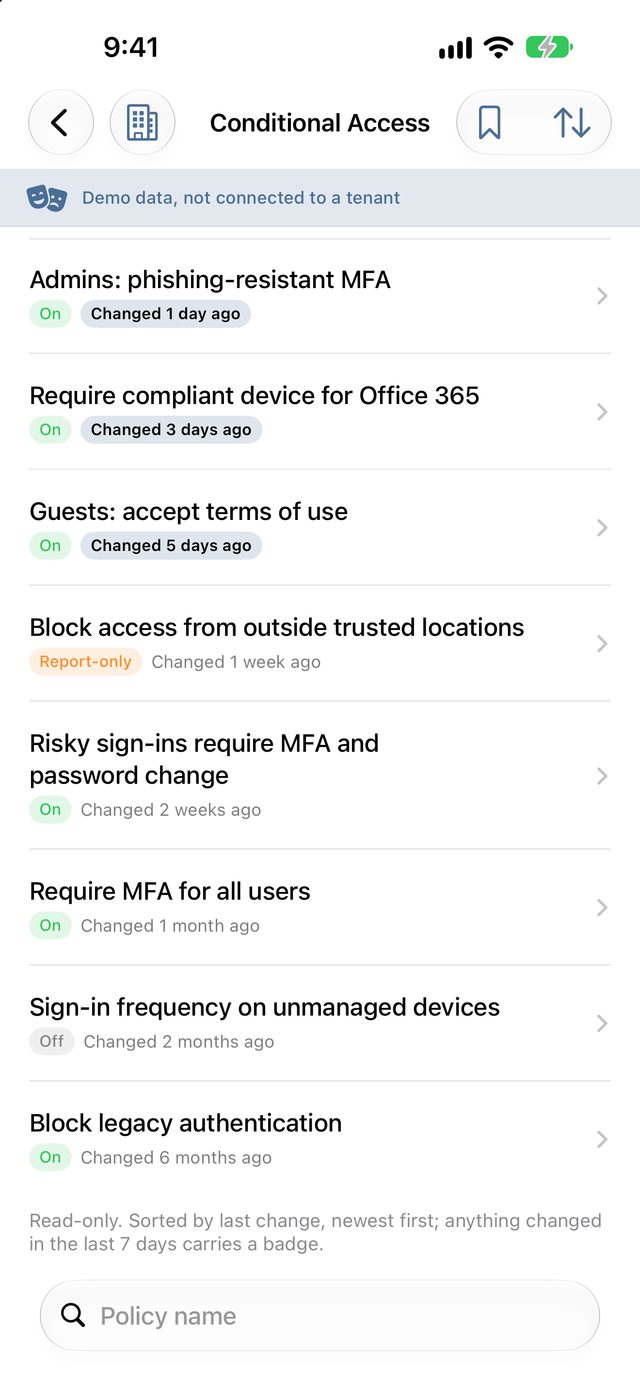 9:41
Conditional Access
Demo data, not connected to a tenant
Admins: phishing-resistant MFA
On Changed 1 day ago
Require compliant device for Office 365
On Changed 3 days ago
Guests: accept terms of use
On Changed 5 days ago
Block access from outside trusted locations
Report-only Changed 1 week ago
Risky sign-ins require MFA and
password change
On Changed 2 weeks ago
Require MFA for all users
On Changed 1 month ago
Sign-in frequency on unmanaged devices
Off Changed 2 months ago
Block legacy authentication
On Changed 6 months ago
Read-only. Sorted by last change, newest first; anything changed
in the last 7 days carries a badge.
Policy name